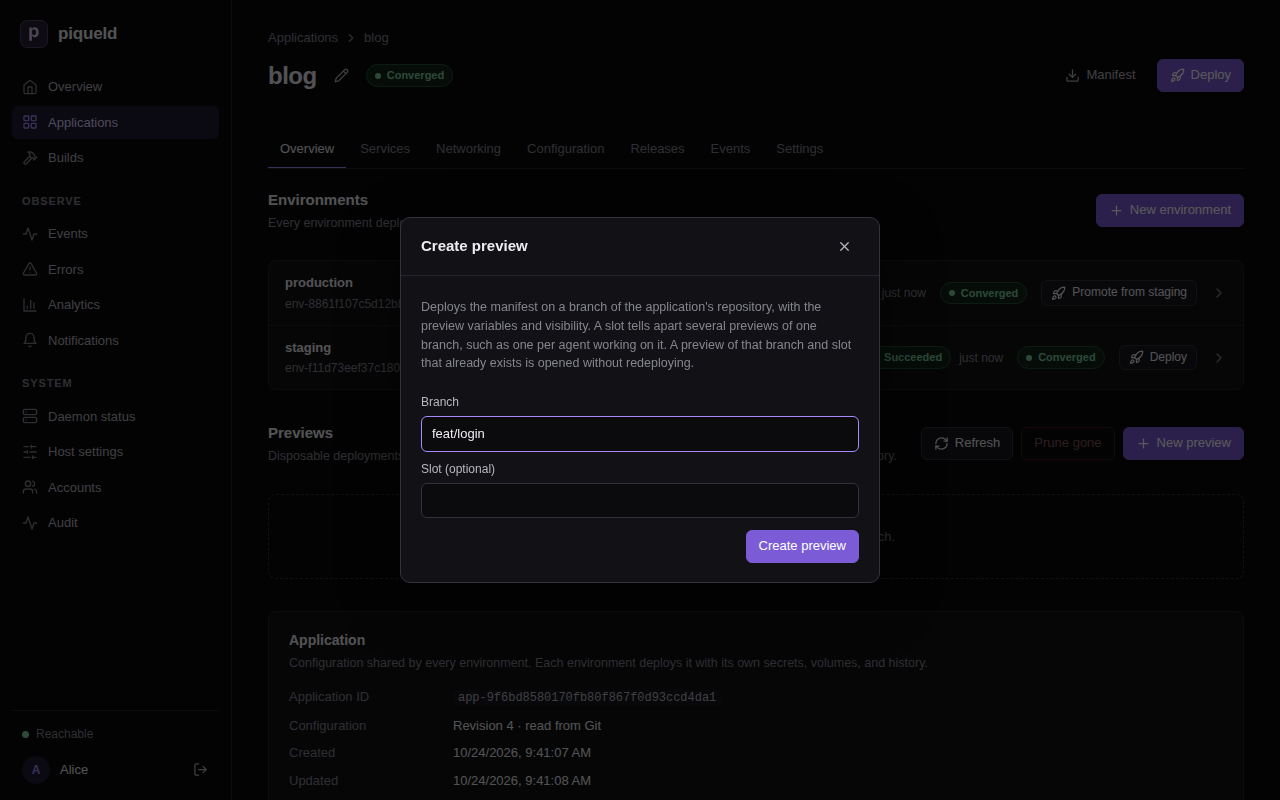 p piqueld
Overview
Applications
Builds
OBSERVE
Events
Errors
Analytics
Notifications
SYSTEM
Daemon status
Host settings
Accounts
Audit
Reachable
A Alice
Applications > blog
blog Converged
Manifest Deploy
Overview Services Networking Configuration Releases Events Settings
Environments
Every environment
New environment
production
just now Converged Promote from staging
staging
Succeeded just now Converged Deploy
Previews
Disposable deployments
Refresh Prune gone New preview
Create preview
Deploys the manifest on a branch of the application's repository, with the
preview variables and visibility. A slot tells apart several previews of one
branch, such as one per agent working on it. A preview of that branch and slot
that already exists is opened without redeploying.
Branch
feat/login
Slot (optional)
Create preview
Application
Configuration shared by every environment. Each environment deploys it with its own secrets, volumes, and history.
Application ID app-9f6bd8580170fb80f867f0d93ccd4da1
Configuration Revision 4 · read from Git
Created 10/24/2026, 9:41:07 AM
Updated 10/24/2026, 9:41:08 AM